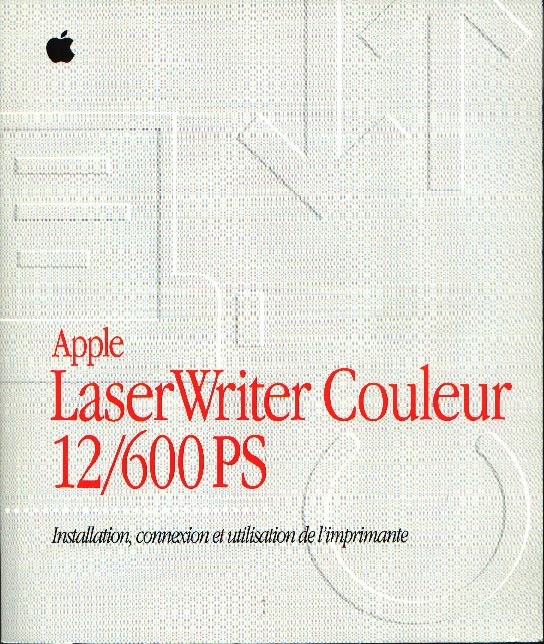 Apple
LaserWriter Couleur
12/600 PS
Installation, connexion et utilisation de l'imprimante